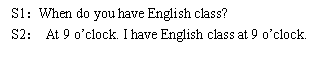 S1: When do you have English class?
S2: At 9 o'clock. I have English class at 9 o'clock.